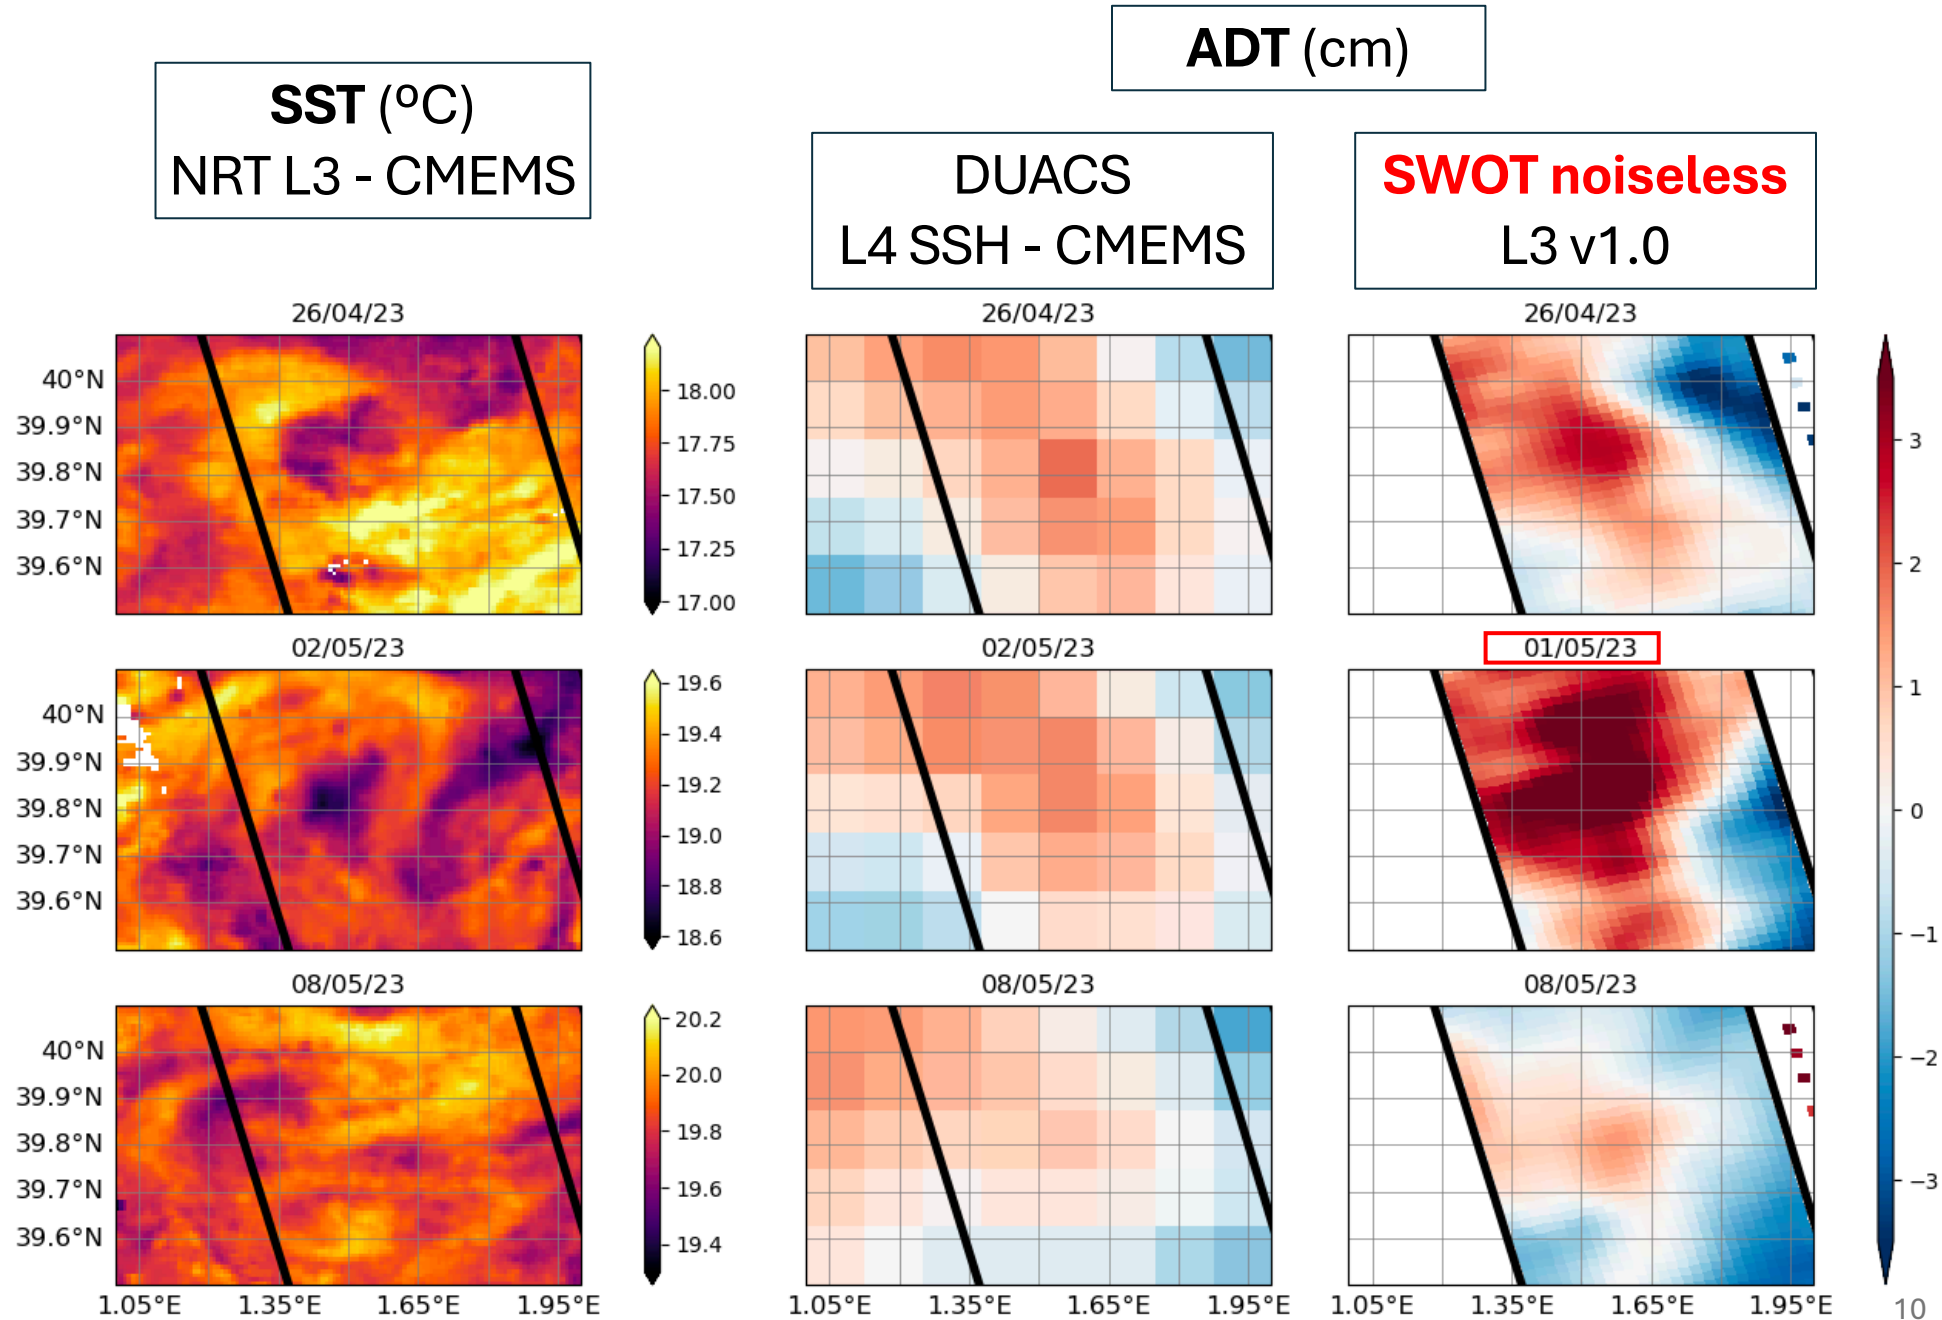 SST (ºC)
NRT L3 - CMEMS
ADT (cm)
DUACS
L4 SSH - CMEMS
SWOT noiseless
L3 v1.0
26/04/23
26/04/23
26/04/23
40°N
39.9°N
39.8°N
39.7°N
39.6°N
18.00
17.75
17.50
17.25
17.00
02/05/23
02/05/23
01/05/23
40°N
39.9°N
39.8°N
39.7°N
39.6°N
19.6
19.4
19.2
19.0
18.8
18.6
08/05/23
08/05/23
08/05/23
40°N
39.9°N
39.8°N
39.7°N
39.6°N
20.2
20.0
19.8
19.6
19.4
1.05°E 1.35°E 1.65°E 1.95°E
1.05°E 1.35°E 1.65°E 1.95°E
1.05°E 1.35°E 1.65°E 1.95°E
3
2
1
0
−1
−2
−3
10